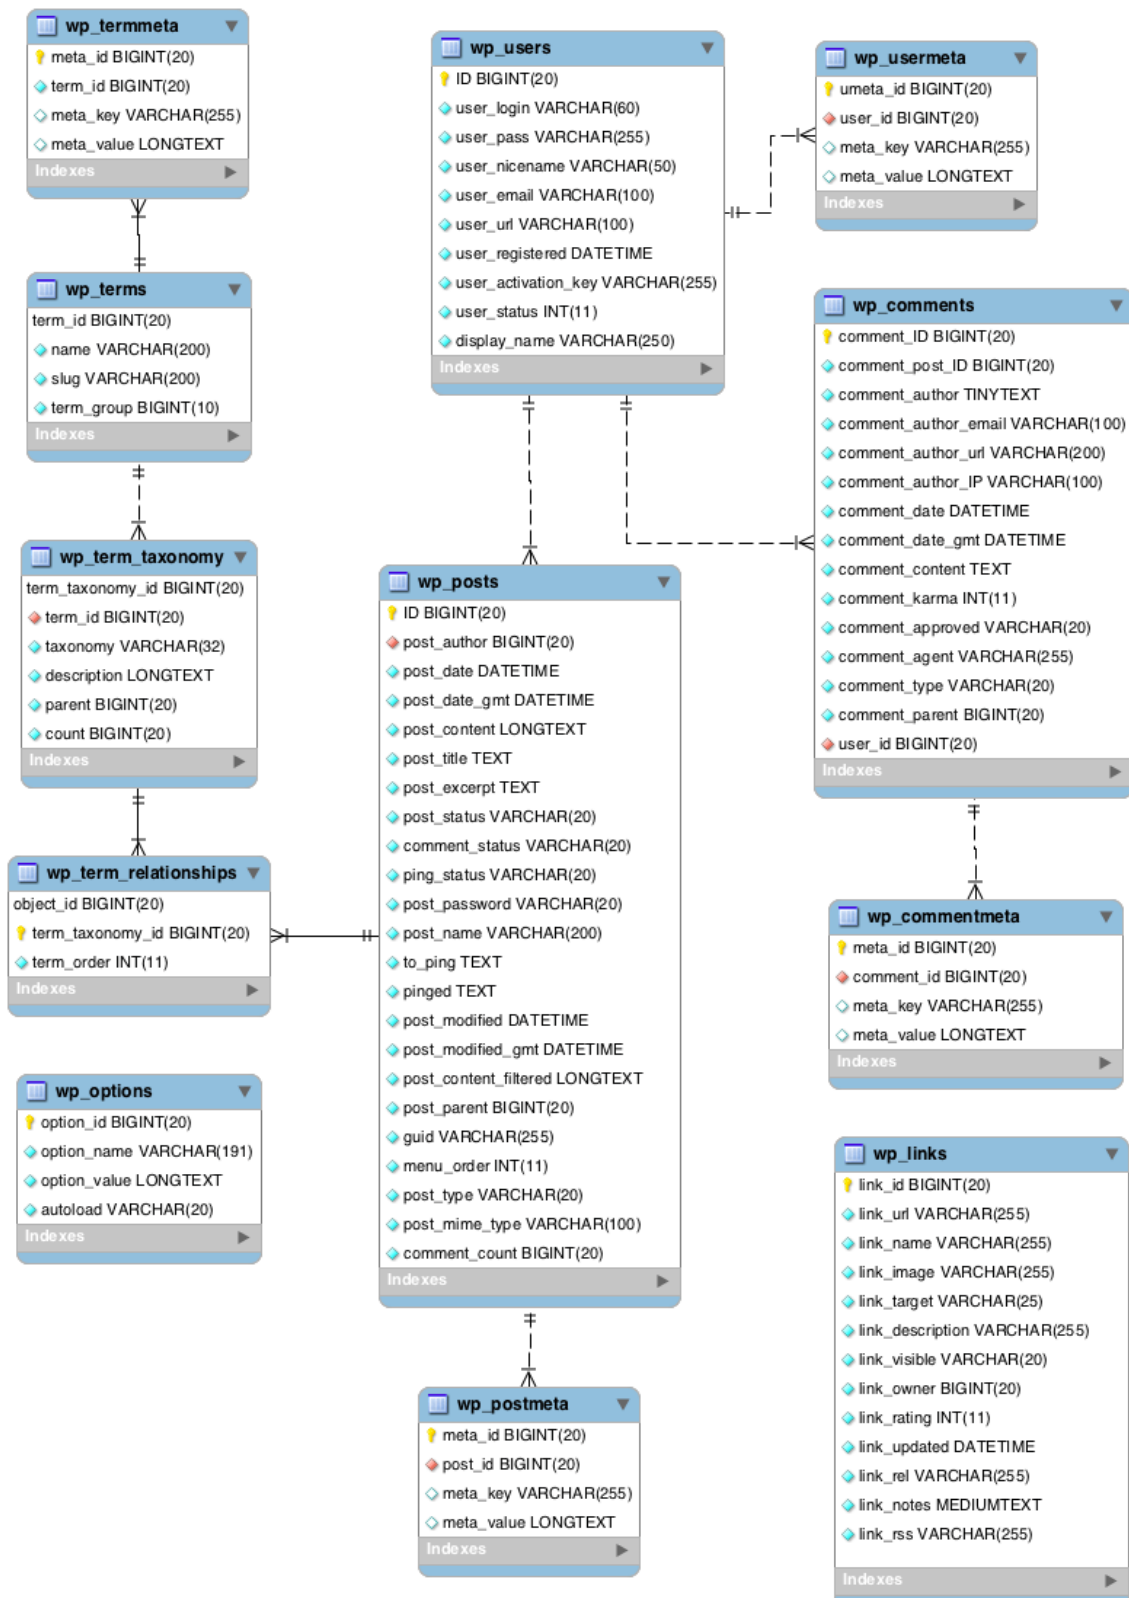 wp_termmeta
meta_id BIGINT(20)
term_id BIGINT(20)
meta_key VARCHAR(255)
meta_value LONGTEXT
Indexes
wp_terms
term_id BIGINT(20)
name VARCHAR(200)
slug VARCHAR(200)
term_group BIGINT(10)
Indexes
wp_term_taxonomy
term_taxonomy_id BIGINT(20)
term_id BIGINT(20)
taxonomy VARCHAR(32)
description LONGTEXT
parent BIGINT(20)
count BIGINT(20)
Indexes
wp_term_relationships
object_id BIGINT(20)
term_taxonomy_id BIGINT(20)
term_order INT(11)
Indexes
wp_options
option_id BIGINT(20)
option_name VARCHAR(191)
option_value LONGTEXT
autoload VARCHAR(20)
Indexes
wp_users
ID BIGINT(20)
user_login VARCHAR(60)
user_pass VARCHAR(255)
user_nicename VARCHAR(50)
user_email VARCHAR(100)
user_url VARCHAR(100)
user_registered DATETIME
user_activation_key VARCHAR(255)
user_status INT(11)
display_name VARCHAR(250)
Indexes
wp_posts
ID BIGINT(20)
post_author BIGINT(20)
post_date DATETIME
post_date_gmt DATETIME
post_content LONGTEXT
post_title TEXT
post_excerpt TEXT
post_status VARCHAR(20)
comment_status VARCHAR(20)
ping_status VARCHAR(20)
post_password VARCHAR(20)
post_name VARCHAR(200)
to_ping TEXT
pinged TEXT
post_modified DATETIME
post_modified_gmt DATETIME
post_content_filtered LONGTEXT
post_parent BIGINT(20)
guid VARCHAR(255)
menu_order INT(11)
post_type VARCHAR(20)
post_mime_type VARCHAR(100)
comment_count BIGINT(20)
Indexes
wp_postmeta
meta_id BIGINT(20)
post_id BIGINT(20)
meta_key VARCHAR(255)
meta_value LONGTEXT
Indexes
wp_usermeta
umeta_id BIGINT(20)
user_id BIGINT(20)
meta_key VARCHAR(255)
meta_value LONGTEXT
Indexes
wp_comments
comment_ID BIGINT(20)
comment_post_ID BIGINT(20)
comment_author TINYTEXT
comment_author_email VARCHAR(100)
comment_author_url VARCHAR(200)
comment_author_IP VARCHAR(100)
comment_date DATETIME
comment_date_gmt DATETIME
comment_content TEXT
comment_karma INT(11)
comment_approved VARCHAR(20)
comment_agent VARCHAR(255)
comment_type VARCHAR(20)
comment_parent BIGINT(20)
user_id BIGINT(20)
Indexes
wp_commentmeta
meta_id BIGINT(20)
comment_id BIGINT(20)
meta_key VARCHAR(255)
meta_value LONGTEXT
Indexes
wp_links
link_id BIGINT(20)
link_url VARCHAR(255)
link_name VARCHAR(255)
link_image VARCHAR(255)
link_target VARCHAR(25)
link_description VARCHAR(255)
link_visible VARCHAR(20)
link_owner BIGINT(20)
link_rating INT(11)
link_updated DATETIME
link_rel VARCHAR(255)
link_notes MEDIUMTEXT
link_rss VARCHAR(255)
Indexes